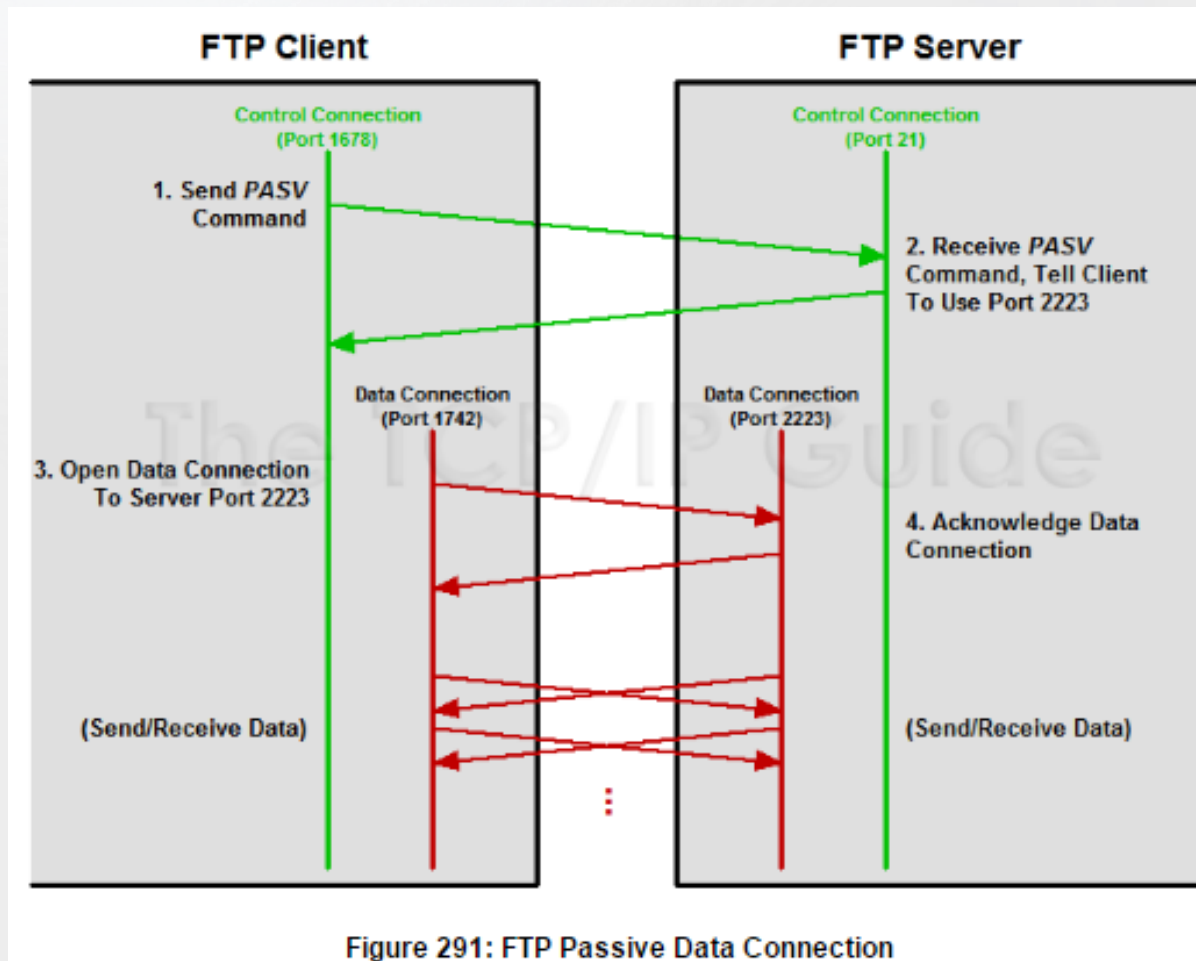 FTP Client
FTP Server
Control Connection
(Port 1678)
Control Connection
(Port 21)
1. Send PASV
Command
2. Receive PASV
Command, Tell Client
To Use Port 2223
Data Connection
(Port 1742)
Data Connection
(Port 2223)
The TCP/IP Guide
3. Open Data Connection
To Server Port 2223
4. Acknowledge Data
Connection
(Send/Receive Data)
(Send/Receive Data)
Figure 291: FTP Passive Data Connection